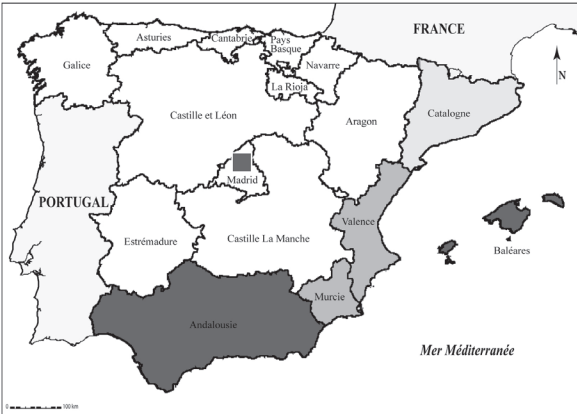 FRANCE
Asturies
Cantabrie
Pays
Basque
Navarre
Galice
La Rioja
N
Castille et Léon
Aragon
Catalogne
Madrid
PORTUGAL
Valence
Estrémadure
Castille La Manche
Baléares
Murcie
Andalousie
Mer Méditerranée
0 100 km